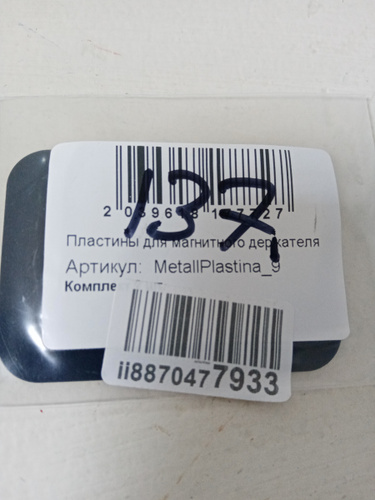 137
Пластины для магнитного держателя
Артикул: MetallPlastina_9
ii8870477933